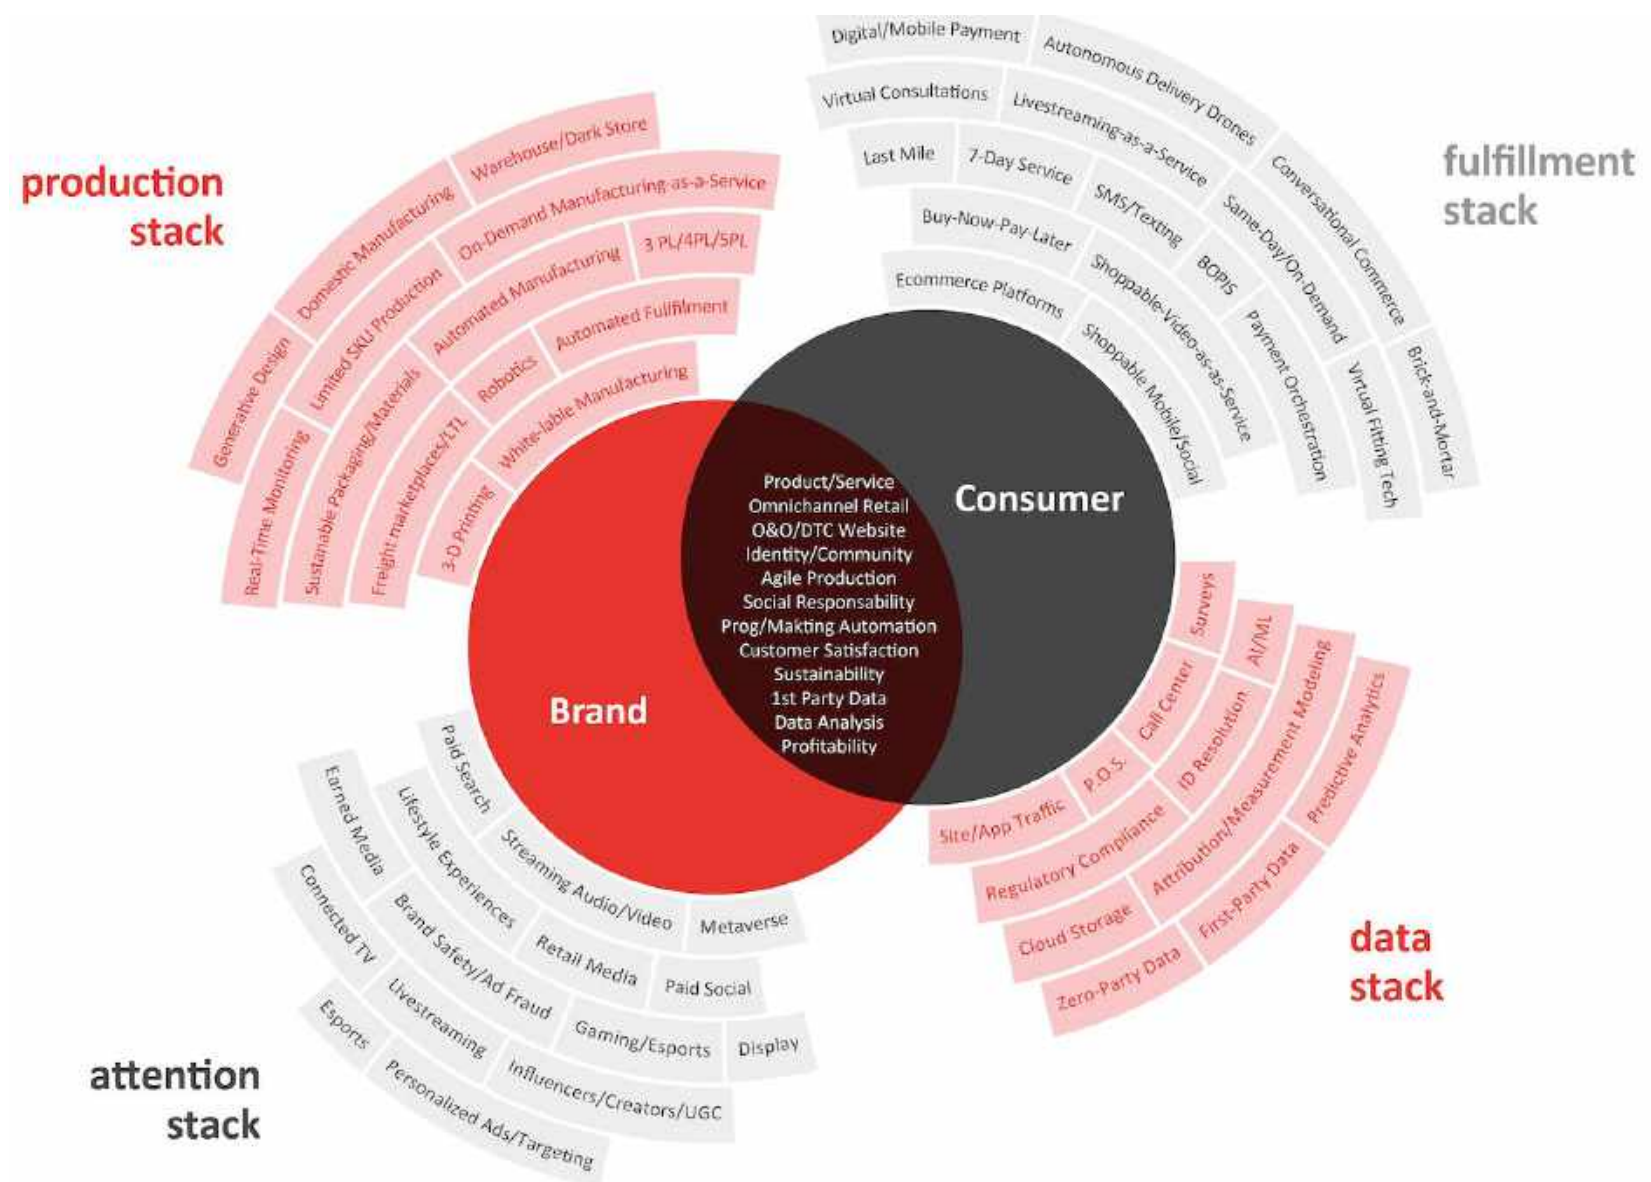 production
stack
Warehouse/Dark Store
Domestic Manufacturing
Generative Design
On-Demand Manufacturing-as-a-Service
Limited SKU Production
Real-Time Monitoring
3 PL/4PL/5PL
Automated Manufacturing
Sustanable Packaging/Materials
Automated Fulifilment
Robotics
Freight marketplaces/LTL
White-lable Manufacturing
3-D Printing
fulfillment
stack
Digital/Mobile Payment
Autonomous Delivery Drones
Conversational Commerce
Brick-and-Mortar
Virtual Consultations
Livestreaming-as-a-Service
Same-Day/On-Demand
Virtual Fitting Tech
Last Mile
7-Day Service
SMS/Texting
BOPIS
Payment Orchestration
Buy-Now-Pay-Later
Shoppable-Video-as-as-Service
Ecommerce Platforms
Shoppable Mobile/Social
Consumer
Brand
Product/Service
Omnichannel Retail
O&O/DTC Website
Identity/Community
Agile Production
Social Responsability
Prog/Makting Automation
Customer Satisfaction
Sustainability
1st Party Data
Data Analysis
Profitability
Surveys
Call Center
P.O.S.
Site/App Traffic
AI/ML
ID Resolution
Regulatory Compliance
Attribution/Measurement Modeling
Cloud Storage
Predictive Analytics
First-Party Data
Zero-Party Data
data
stack
Paid Search
Streaming Audio/Video
Metaverse
Lifestyle Experiences
Retail Media
Paid Social
Earned Media
Brand Safety/Ad Fraud
Gaming/Esports
Display
Connected TV
Livestreaming
Influencers/Creators/UGC
Esports
Personalized Ads/Targeting
attention
stack